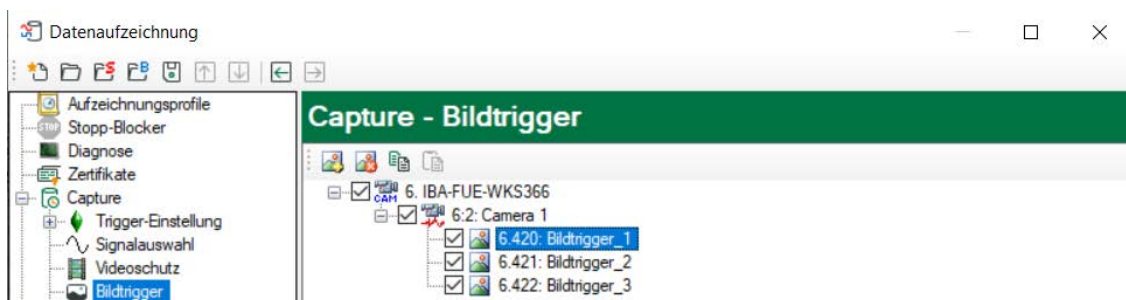 Datenaufzeichnung
Aufzeichnungsprofile
Stopp-Blocker
Diagnose
Zertifikate
Capture
Trigger-Einstellung
Signalauswahl
Videoschutz
Bildtrigger
Capture - Bildtrigger
6. IBA-FUE-WKS366
6:2: Camera 1
6.420: Bildtrigger_1
6.421: Bildtrigger_2
6.422: Bildtrigger_3